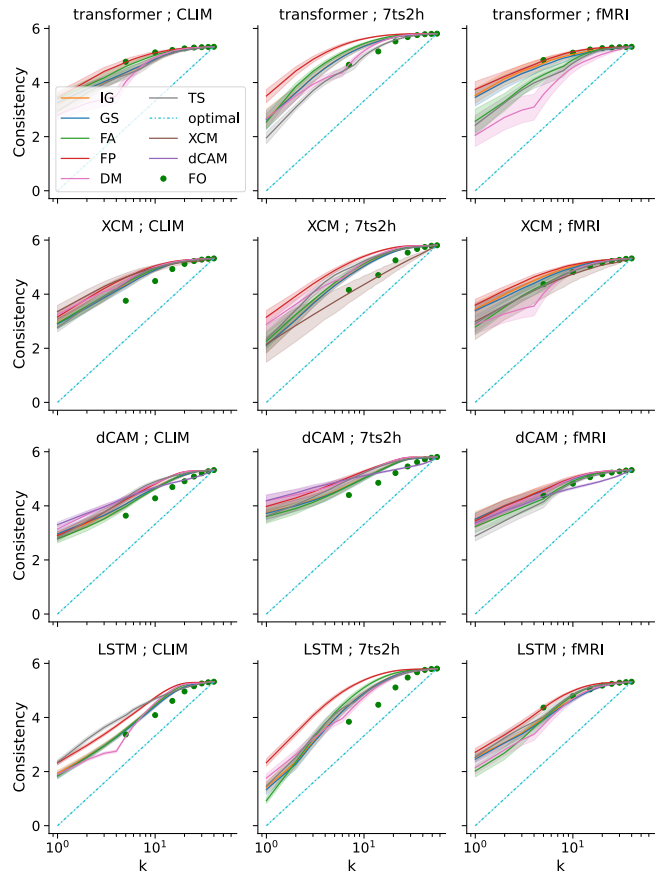 transformer ; CLIM
transformer ; 7ts2h
transformer ; fMRI
Consistency
6
4
2
0
IG
GS
FA
FP
DM
TS
optimal
XCM
dCAM
FO
XCM ; CLIM
XCM ; 7ts2h
XCM ; fMRI
Consistency
6
4
2
0
dCAM ; CLIM
dCAM ; 7ts2h
dCAM ; fMRI
Consistency
6
4
2
0
LSTM ; CLIM
LSTM ; 7ts2h
LSTM ; fMRI
Consistency
6
4
2
0
10⁰ 10¹ 10⁰ 10¹ 10⁰ 10¹
k k k